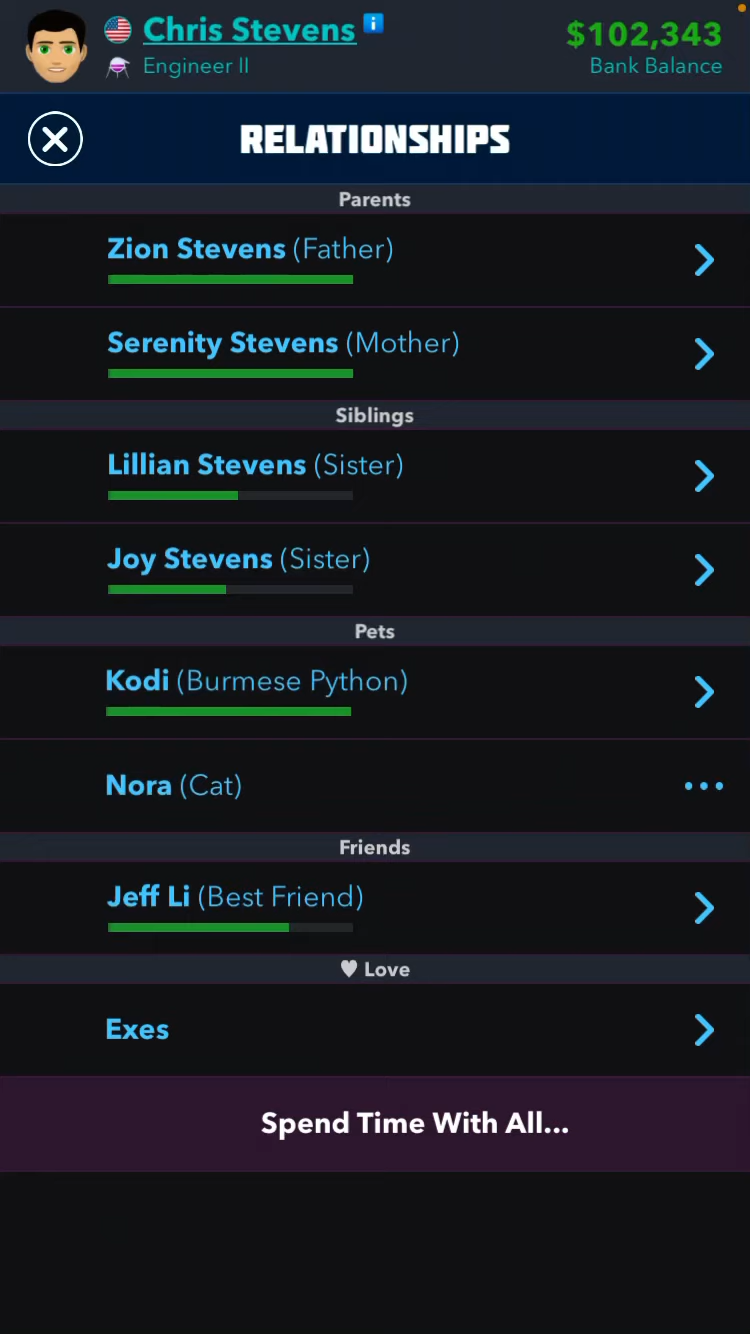 Chris Stevens
$102,343
Engineer II
Bank Balance
RELATIONSHIPS
Parents
Zion Stevens (Father)
Serenity Stevens (Mother)
Siblings
Lillian Stevens (Sister)
Joy Stevens (Sister)
Pets
Kodi (Burmese Python)
Nora (Cat)
Friends
Jeff Li (Best Friend)
♥ Love
Exes
Spend Time With All...